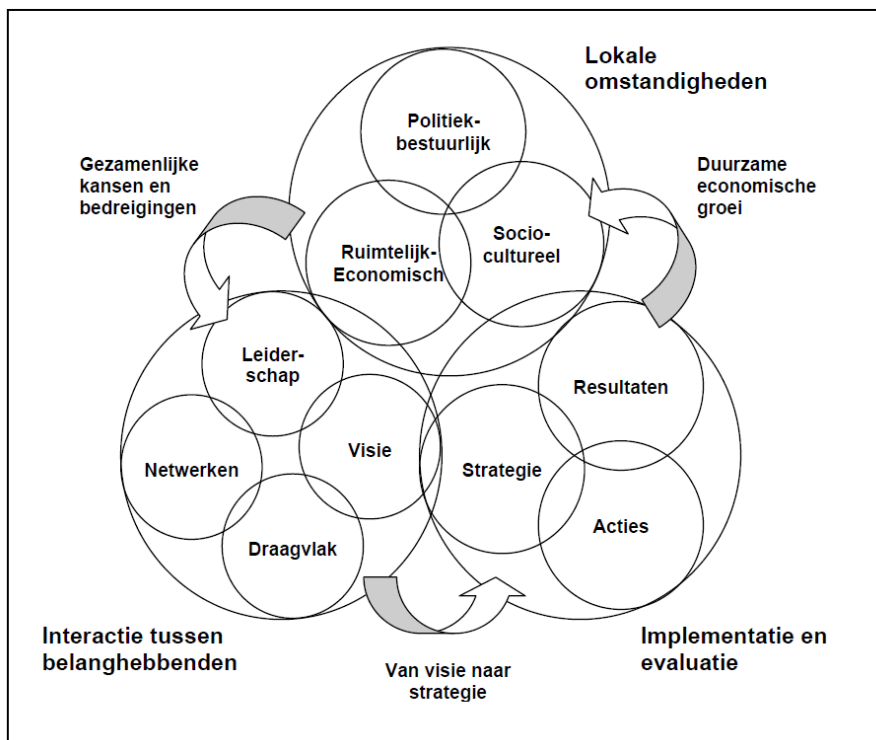 Lokale
omstandigheden
Politiek-
bestuurlijk
Gezamenlijke
kansen en
bedreigingen
Duurzame
economische
groei
Socio-
cultureel
Ruimtelijk-
Economisch
Leider-
schap
Resultaten
Visie
Netwerken
Strategie
Draagvlak
Acties
Interactie tussen
belanghebbenden
Implementatie en
evaluatie
Van visie naar
strategie